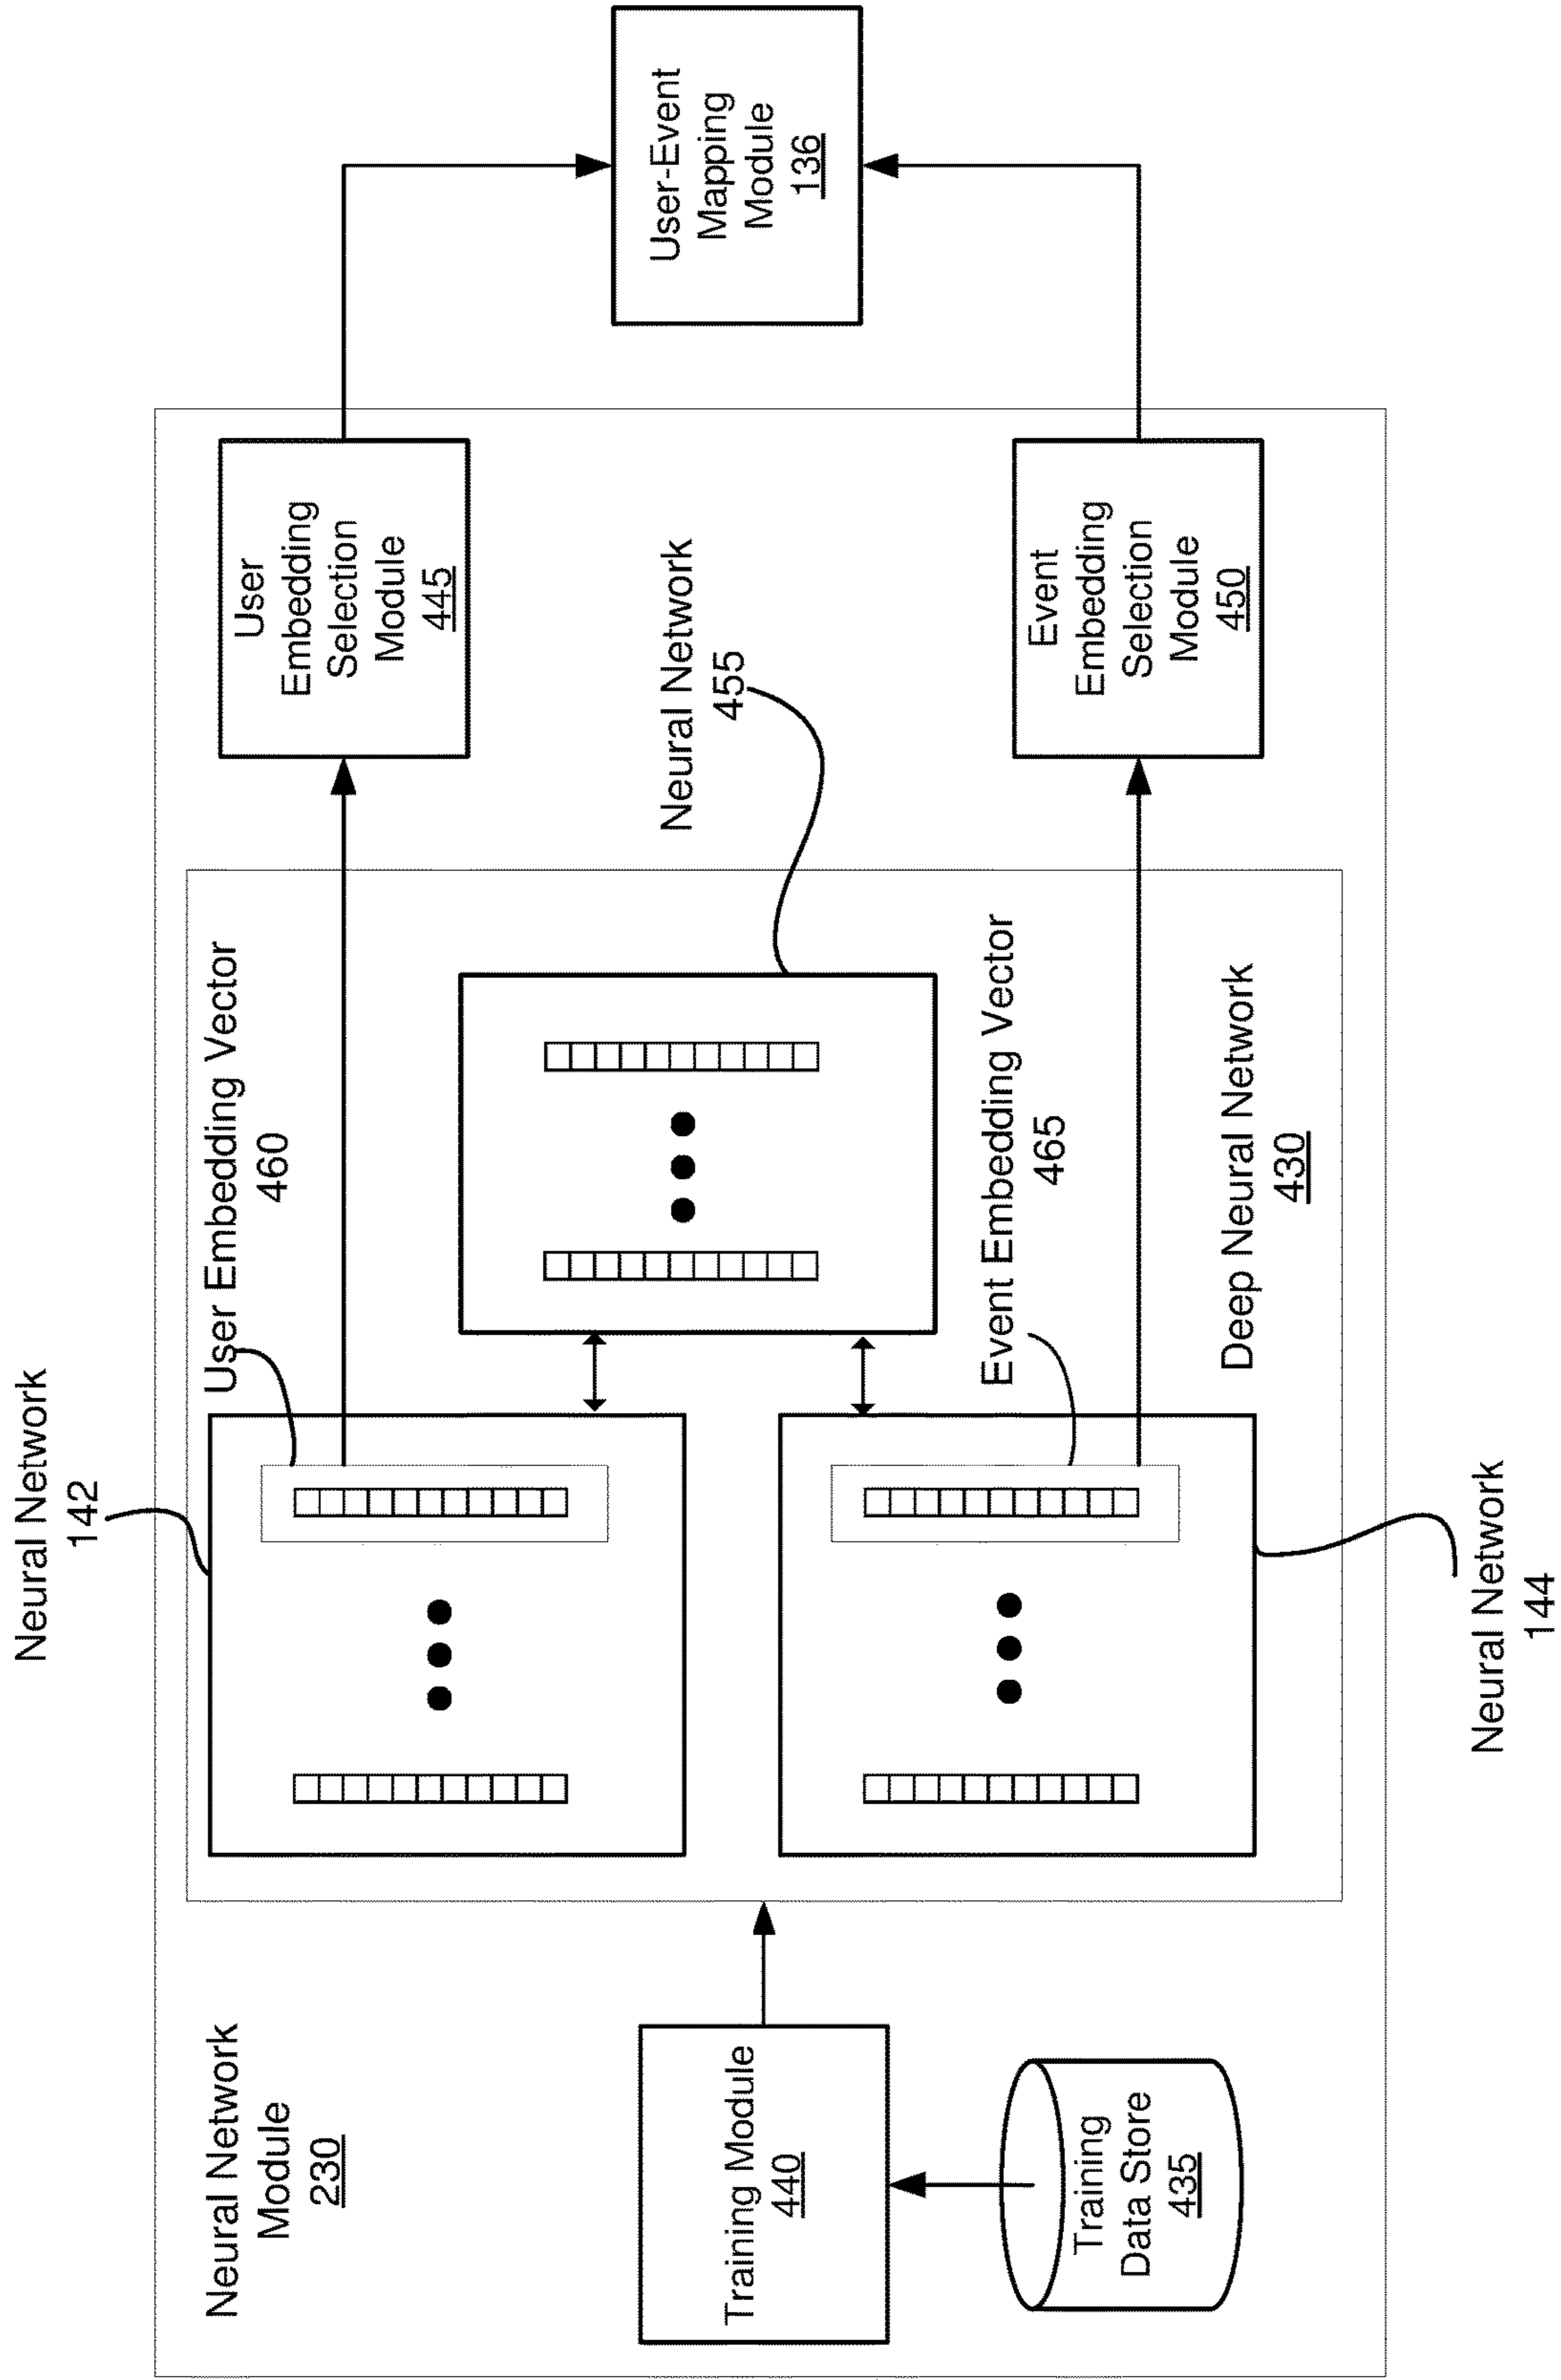 Neural Network
Module
230
Training Module
440
Training
Data Store
435
Neural Network
142
User Embedding Vector
460
Neural Network
455
Event Embedding Vector
465
Deep Neural Network
430
Neural Network
144
User
Embedding
Selection
Module
445
Event
Embedding
Selection
Module
450
User-Event
Mapping
Module
136